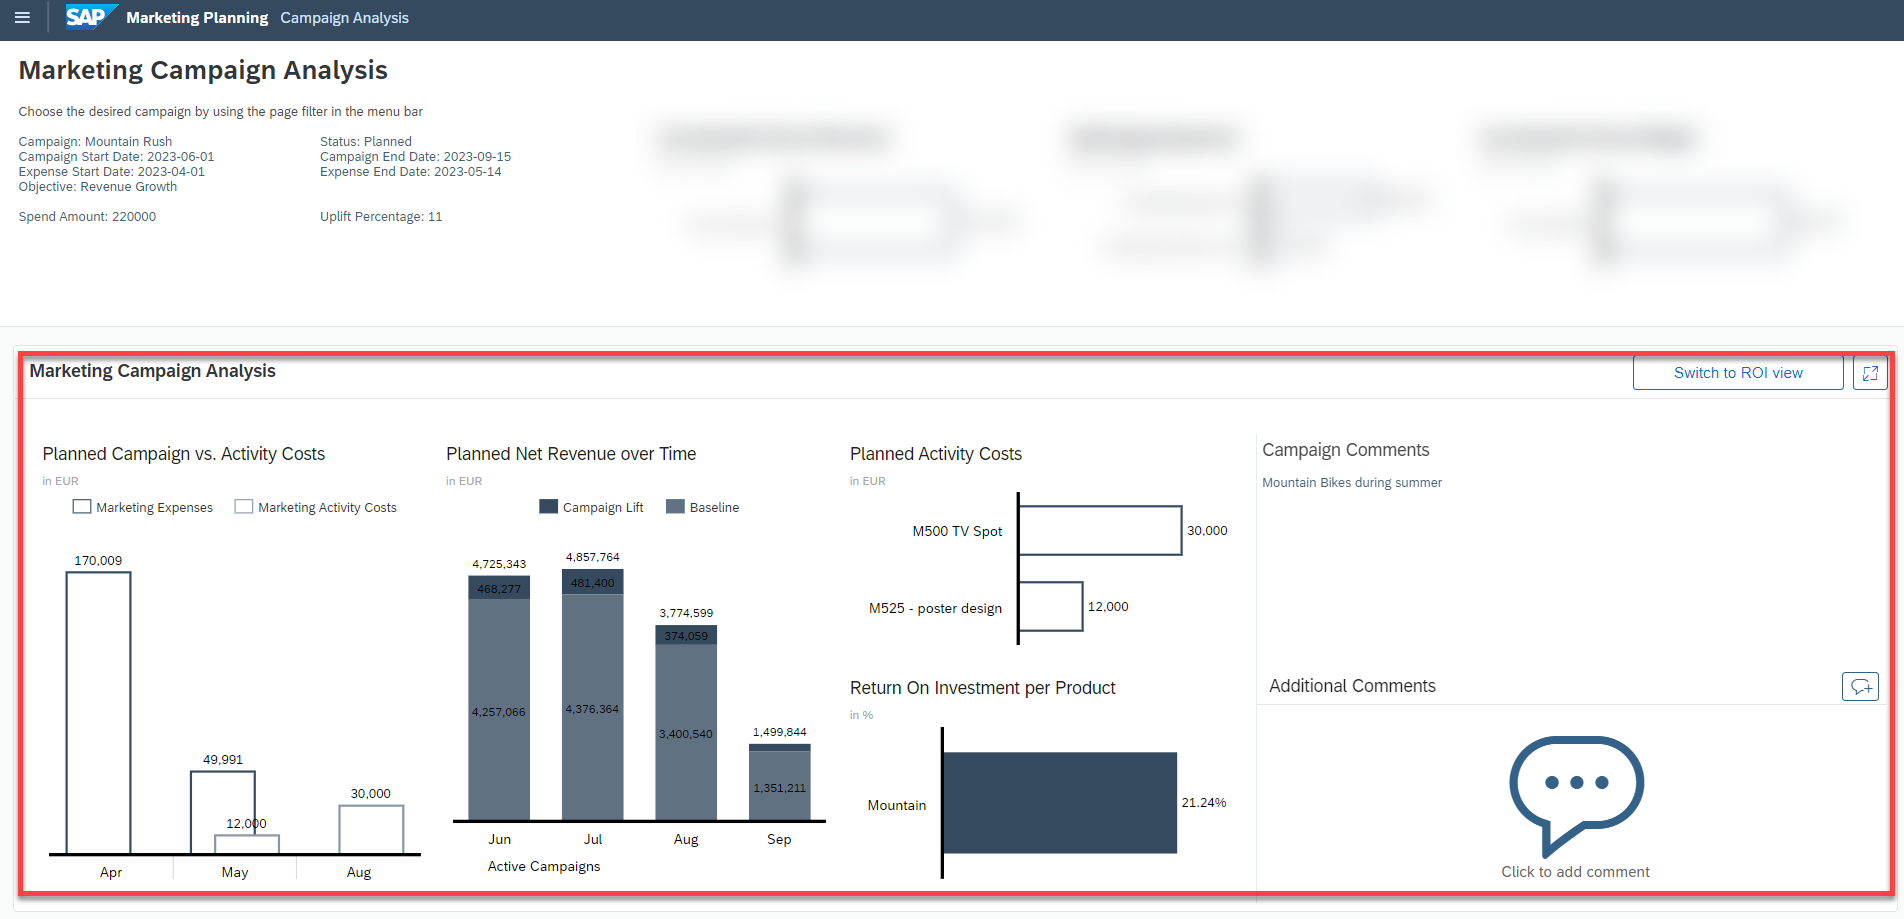 SAP Marketing Planning Campaign Analysis
Marketing Campaign Analysis
Choose the desired campaign by using the page filter in the menu bar
Campaign: Mountain Rush Status: Planned
Campaign Start Date: 2023-06-01 Campaign End Date: 2023-09-15
Expense Start Date: 2023-04-01 Expense End Date: 2023-05-14
Objective: Revenue Growth
Spend Amount: 220000 Uplift Percentage: 11
Marketing Campaign Analysis
Switch to ROI view
Planned Campaign vs. Activity Costs
in EUR
Marketing Expenses Marketing Activity Costs
170,009
49,991
12,000
30,000
Apr May Aug
Planned Net Revenue over Time
in EUR
Campaign Lift Baseline
4,725,343 4,857,764 3,774,599 1,499,844
468,277 481,400 374,059
4,257,066 4,376,364 3,400,540 1,351,211
Jun Jul Aug Sep
Active Campaigns
Planned Activity Costs
in EUR
M500 TV Spot 30,000
M525 - poster design 12,000
Return On Investment per Product
in %
Mountain 21.24%
Campaign Comments
Mountain Bikes during summer
Additional Comments
Click to add comment